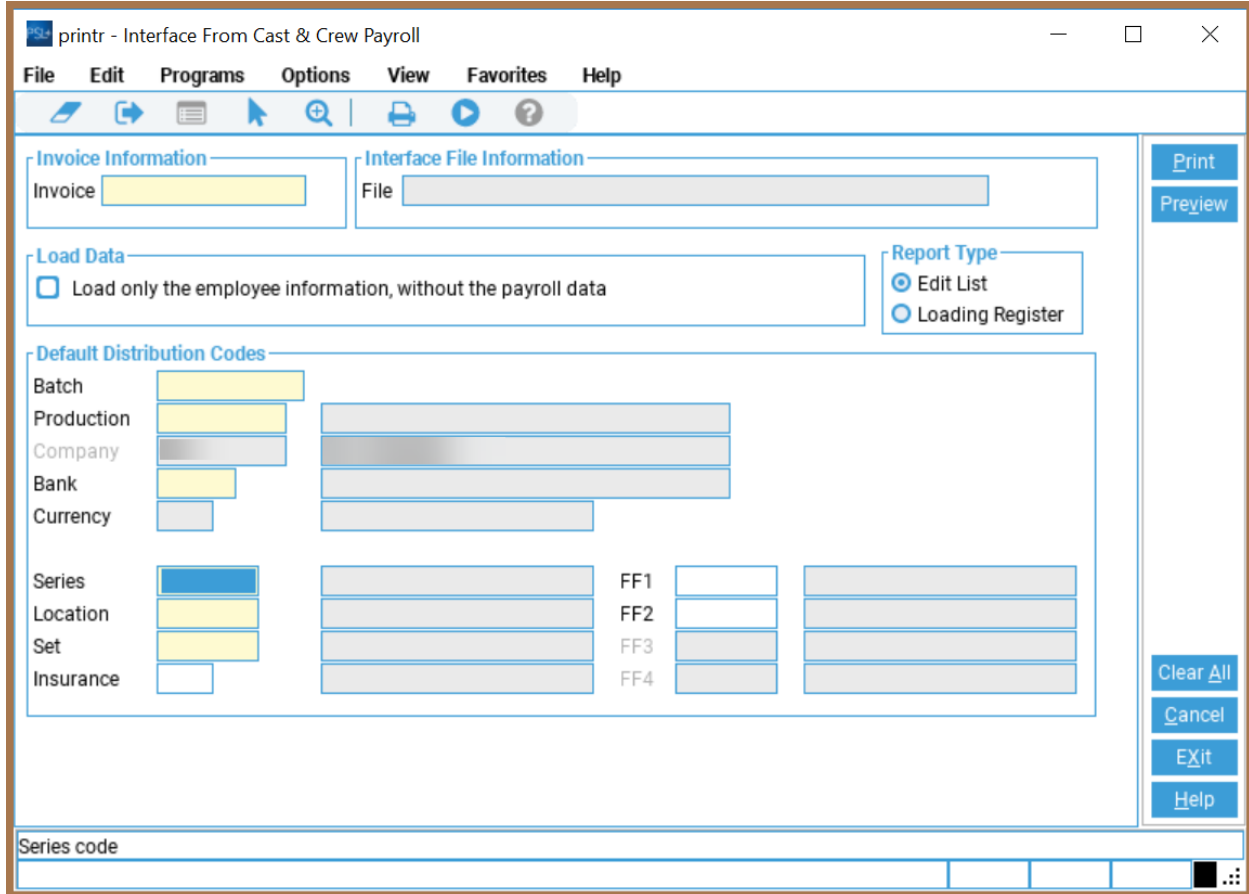 PSL+ printr - Interface From Cast & Crew Payroll
File Edit Programs Options View Favorites Help
Invoice Information Interface File Information
Print
Invoice File
Preview
Load Data Report Type
Load only the employee information, without the payroll data Edit List
Loading Register
Default Distribution Codes
Batch
Production
Company
Bank
Currency
Series FF1
Location FF2
Set FF3
Insurance FF4
Clear All
Cancel
EXit
Help
Series code